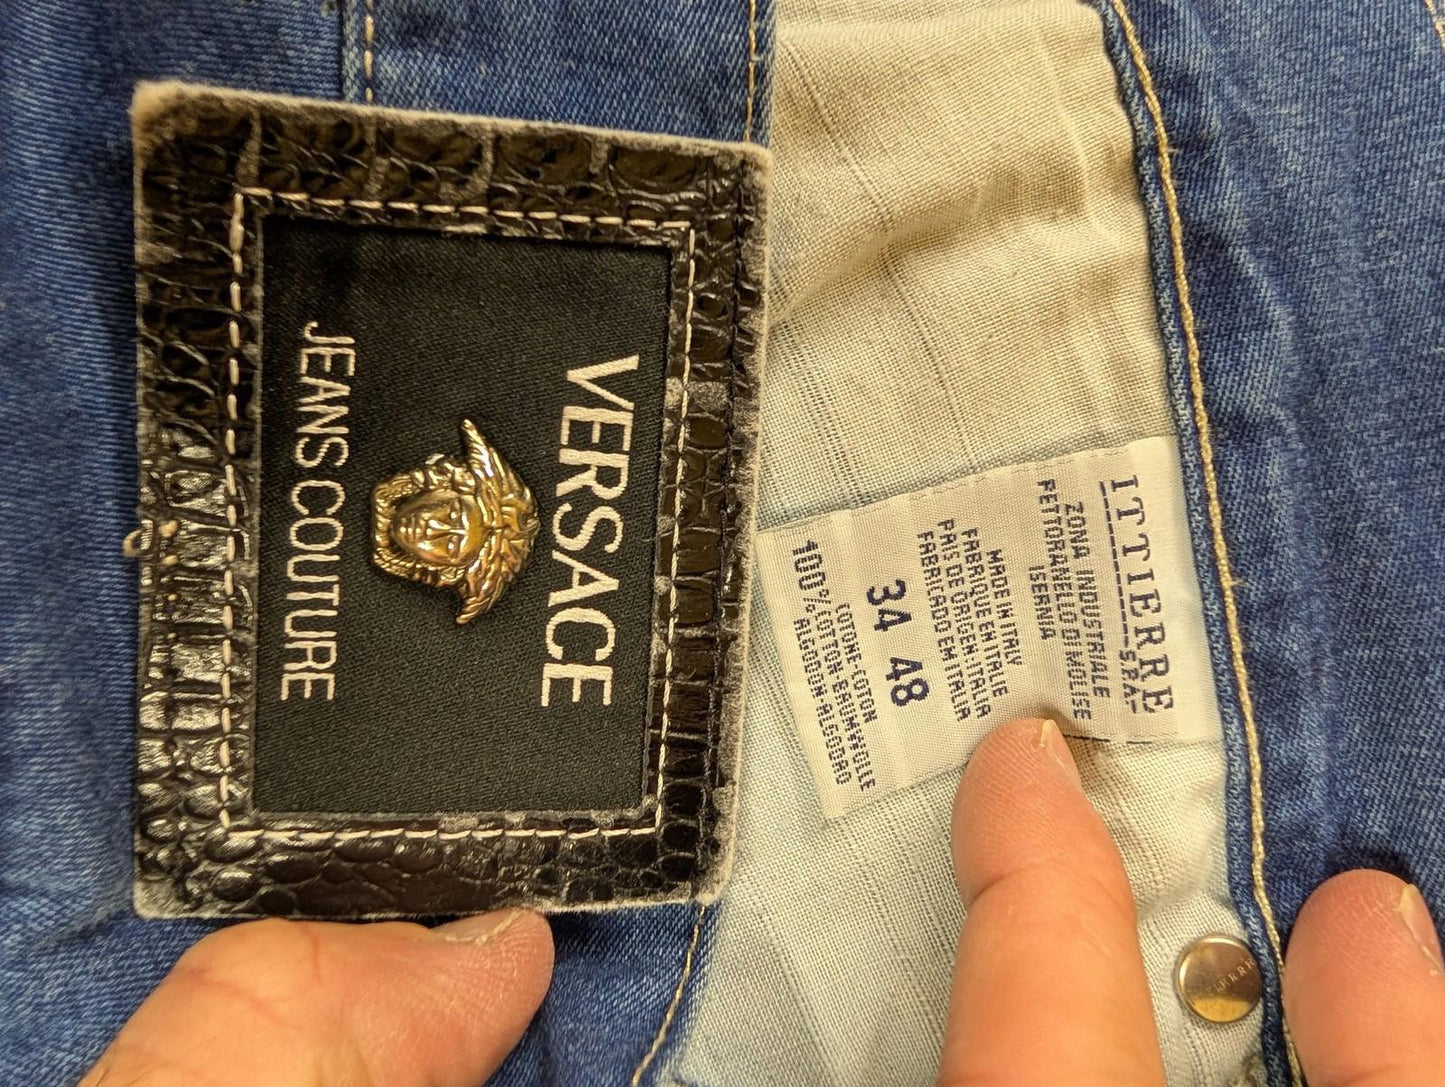 VERSACE
JEANS COUTURE
ITTIERRE
SPA
ZONA INDUSTRIALE
PETTORANELLO DI MOLISE
ISERNIA
MADE IN ITALY
FABRIQUE EN ITALIE
PAIS DE ORIGEN:ITALIA
FABRICADO EM ITALIA
34 48
COTONE-COTON
100%COTTON-BAUMWOLLE
ALGODON-ALGODAO